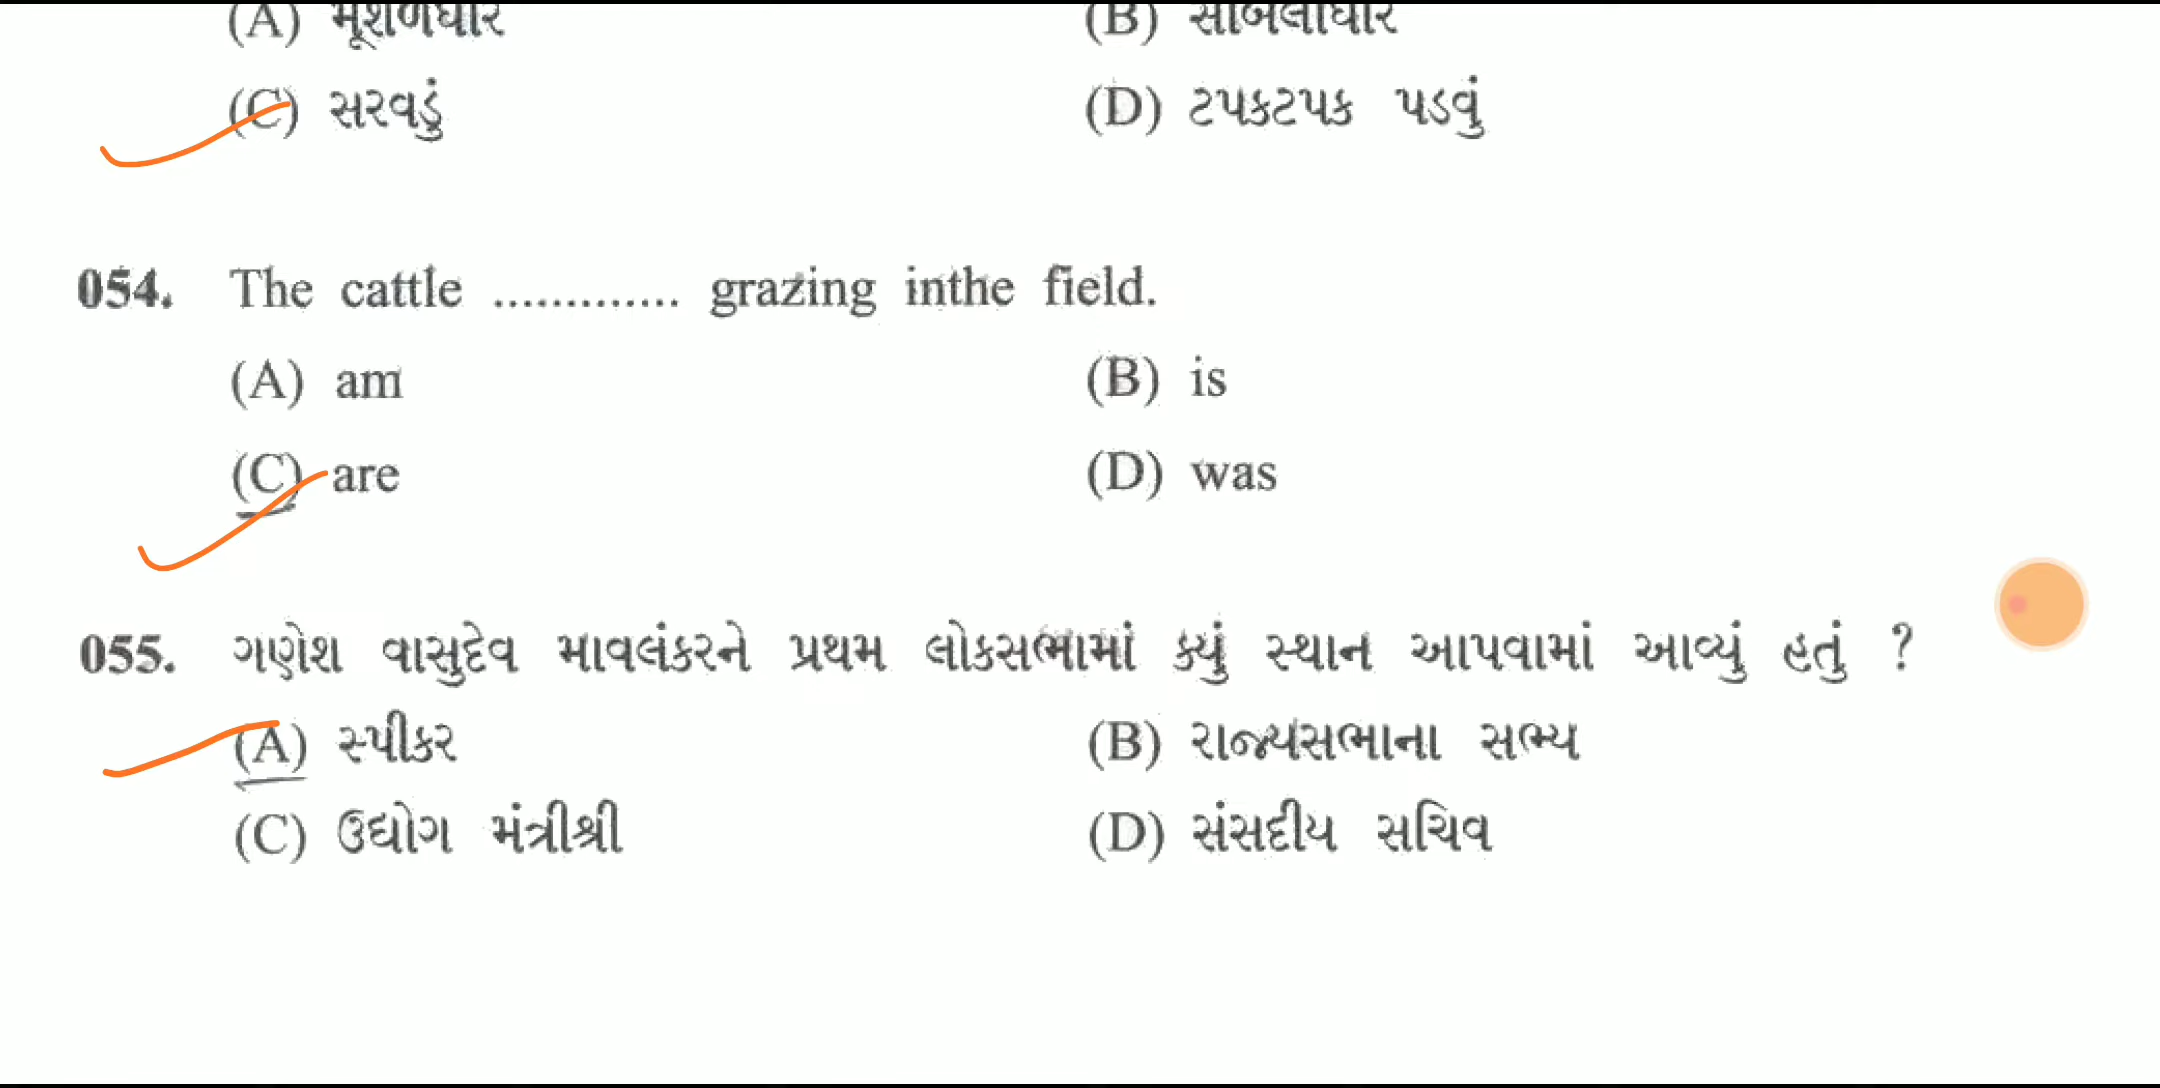 (A) મૂશળધાર (B) સાંબેલાધાર
(C) સરવડું (D) ટપકટપક પડવું
054. The cattle ............. grazing inthe field.
(A) am (B) is
(C) are (D) was
055. ગણેશ વાસુદેવ માવલંકરને પ્રથમ લોકસભામાં ક્યું સ્થાન આપવામાં આવ્યું હતું ?
(A) સ્પીકર (B) રાજ્યસભાના સભ્ય
(C) ઉદ્યોગ મંત્રીશ્રી (D) સંસદીય સચિવ